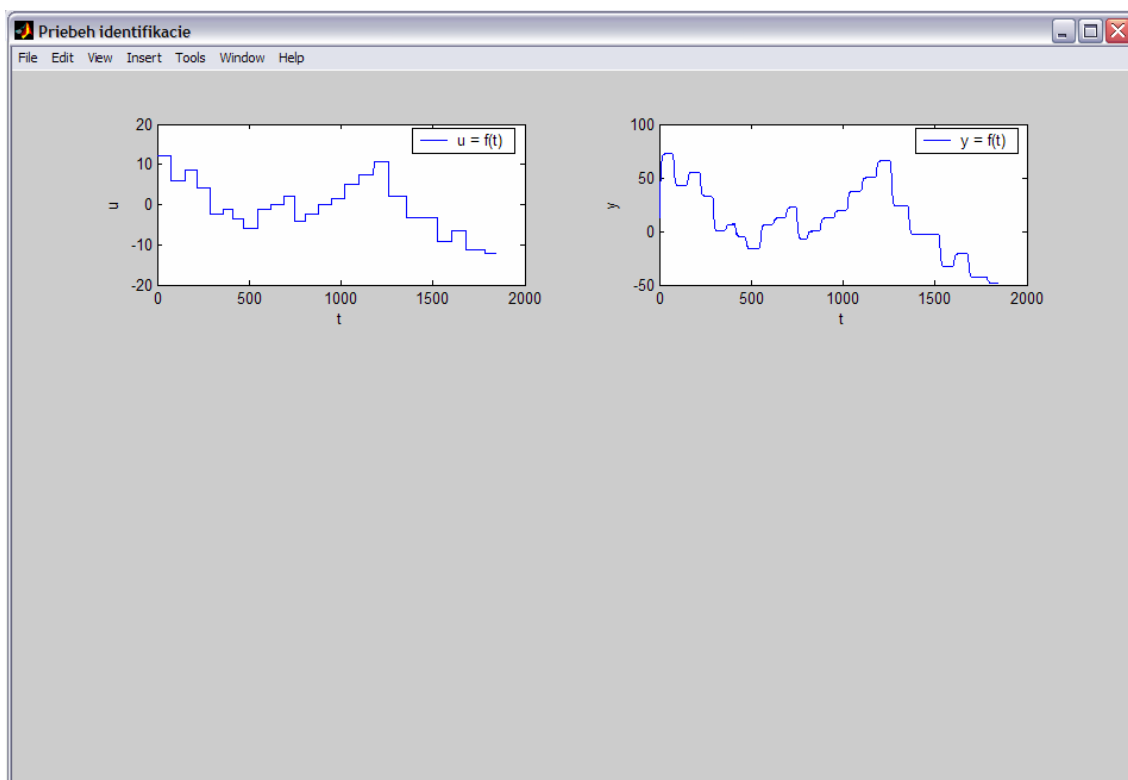 Priebeh identifikacie
File Edit View Insert Tools Window Help
20
10
0
-10
-20
u
u = f(t)
0 500 1000 1500 2000
t
100
50
0
-50
y
y = f(t)
0 500 1000 1500 2000
t